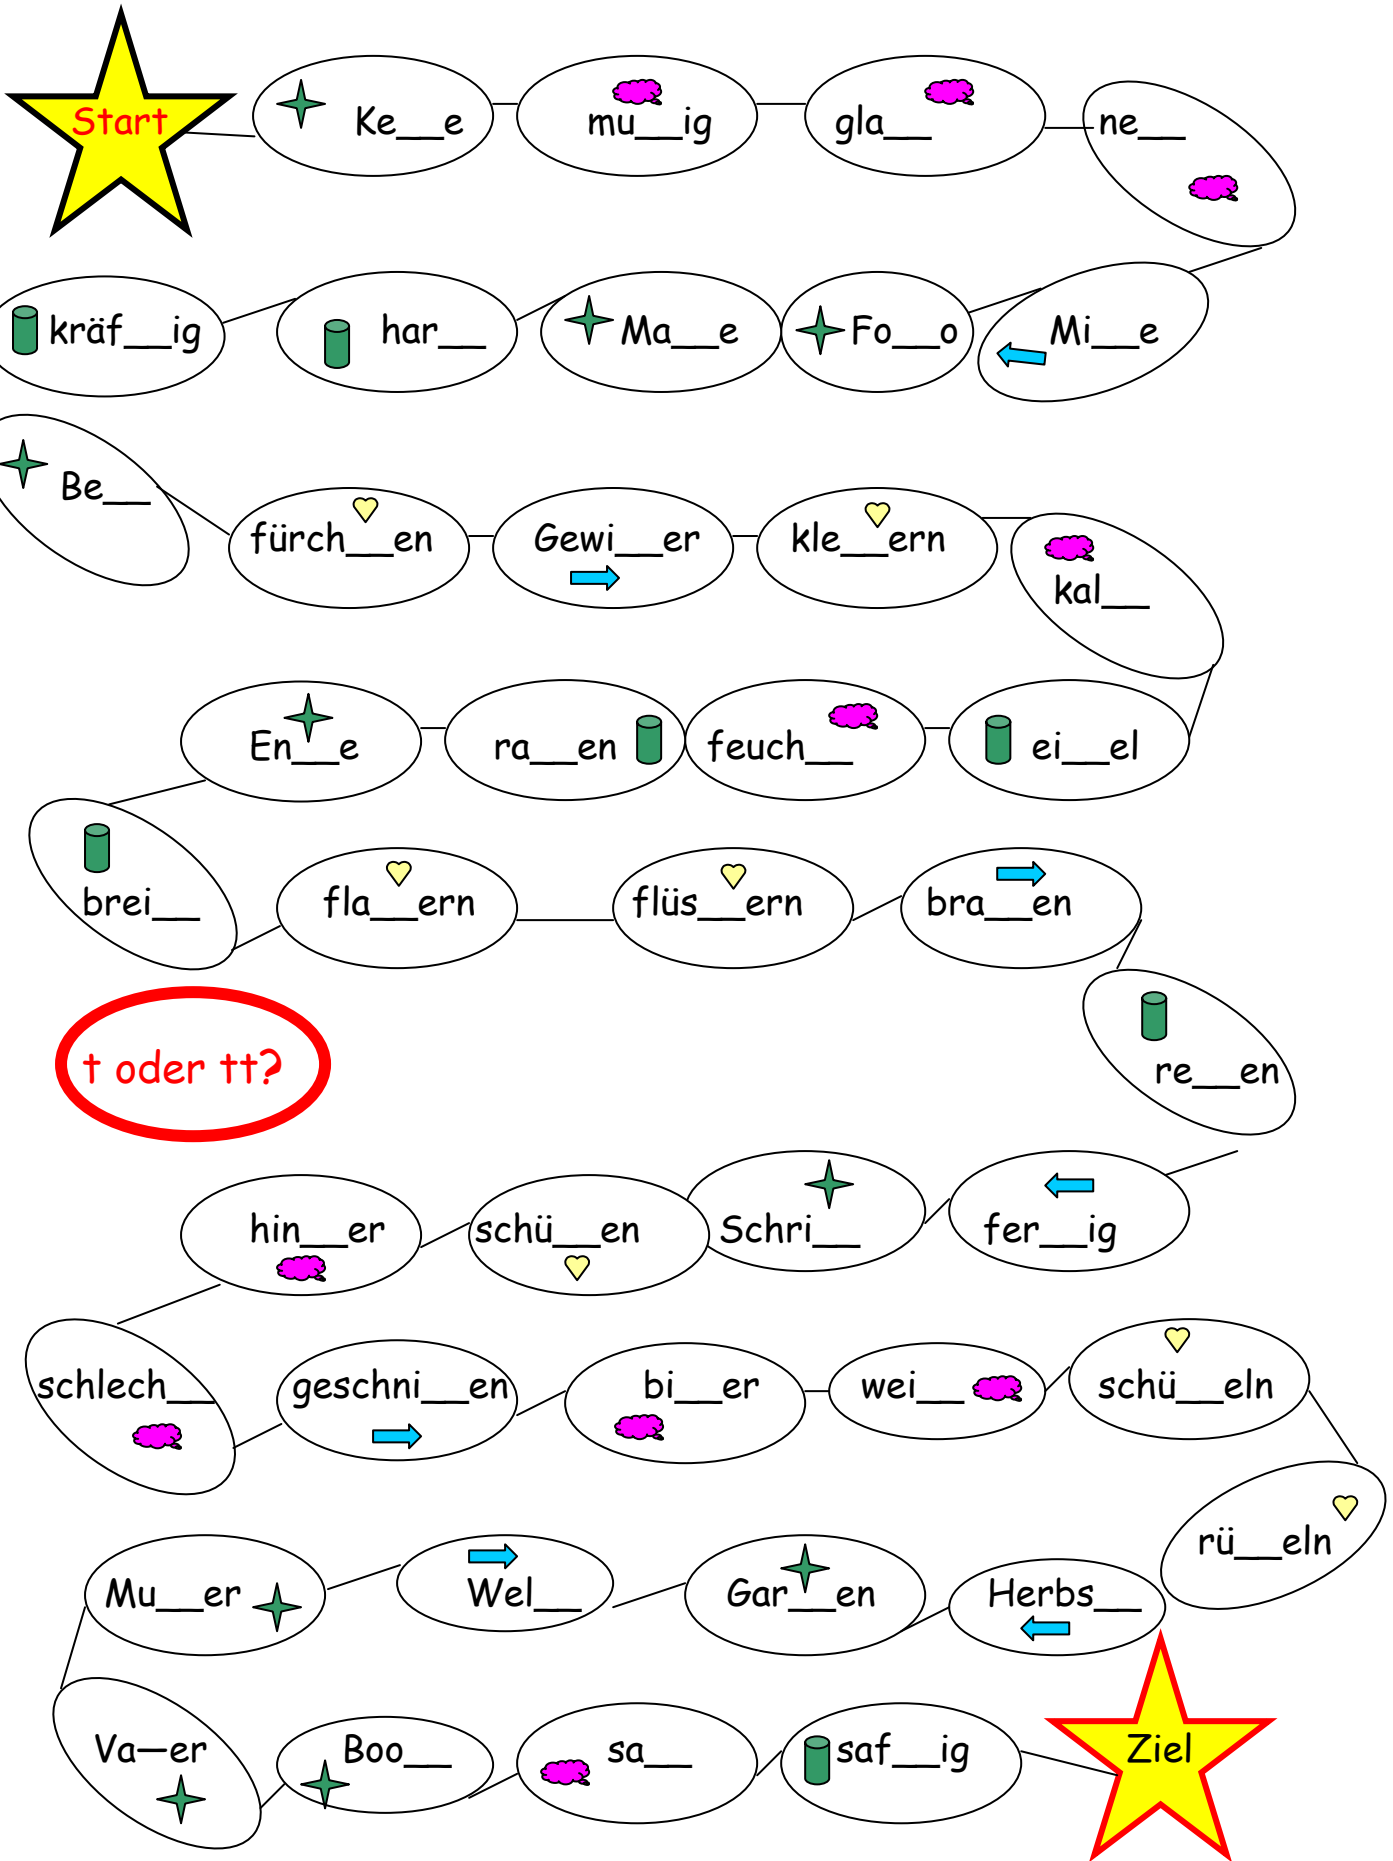 Start
Ke__e
mu__ig
gla__
ne__
kräf__ig
har__
Ma__e
Fo__o
Mi__e
Be__
fürch__en
Gewi__er
kle__ern
kal__
En__e
ra__en
feuch__
ei__el
brei__
fla__ern
flüs__ern
bra__en
t oder tt?
re__en
hin__er
schü__en
Schri__
fer__ig
schlech__
geschni__en
bi__er
wei__
schü__eln
rü__eln
Mu__er
Wel__
Gar__en
Herbs__
Va—er
Boo__
sa__
saf__ig
Ziel